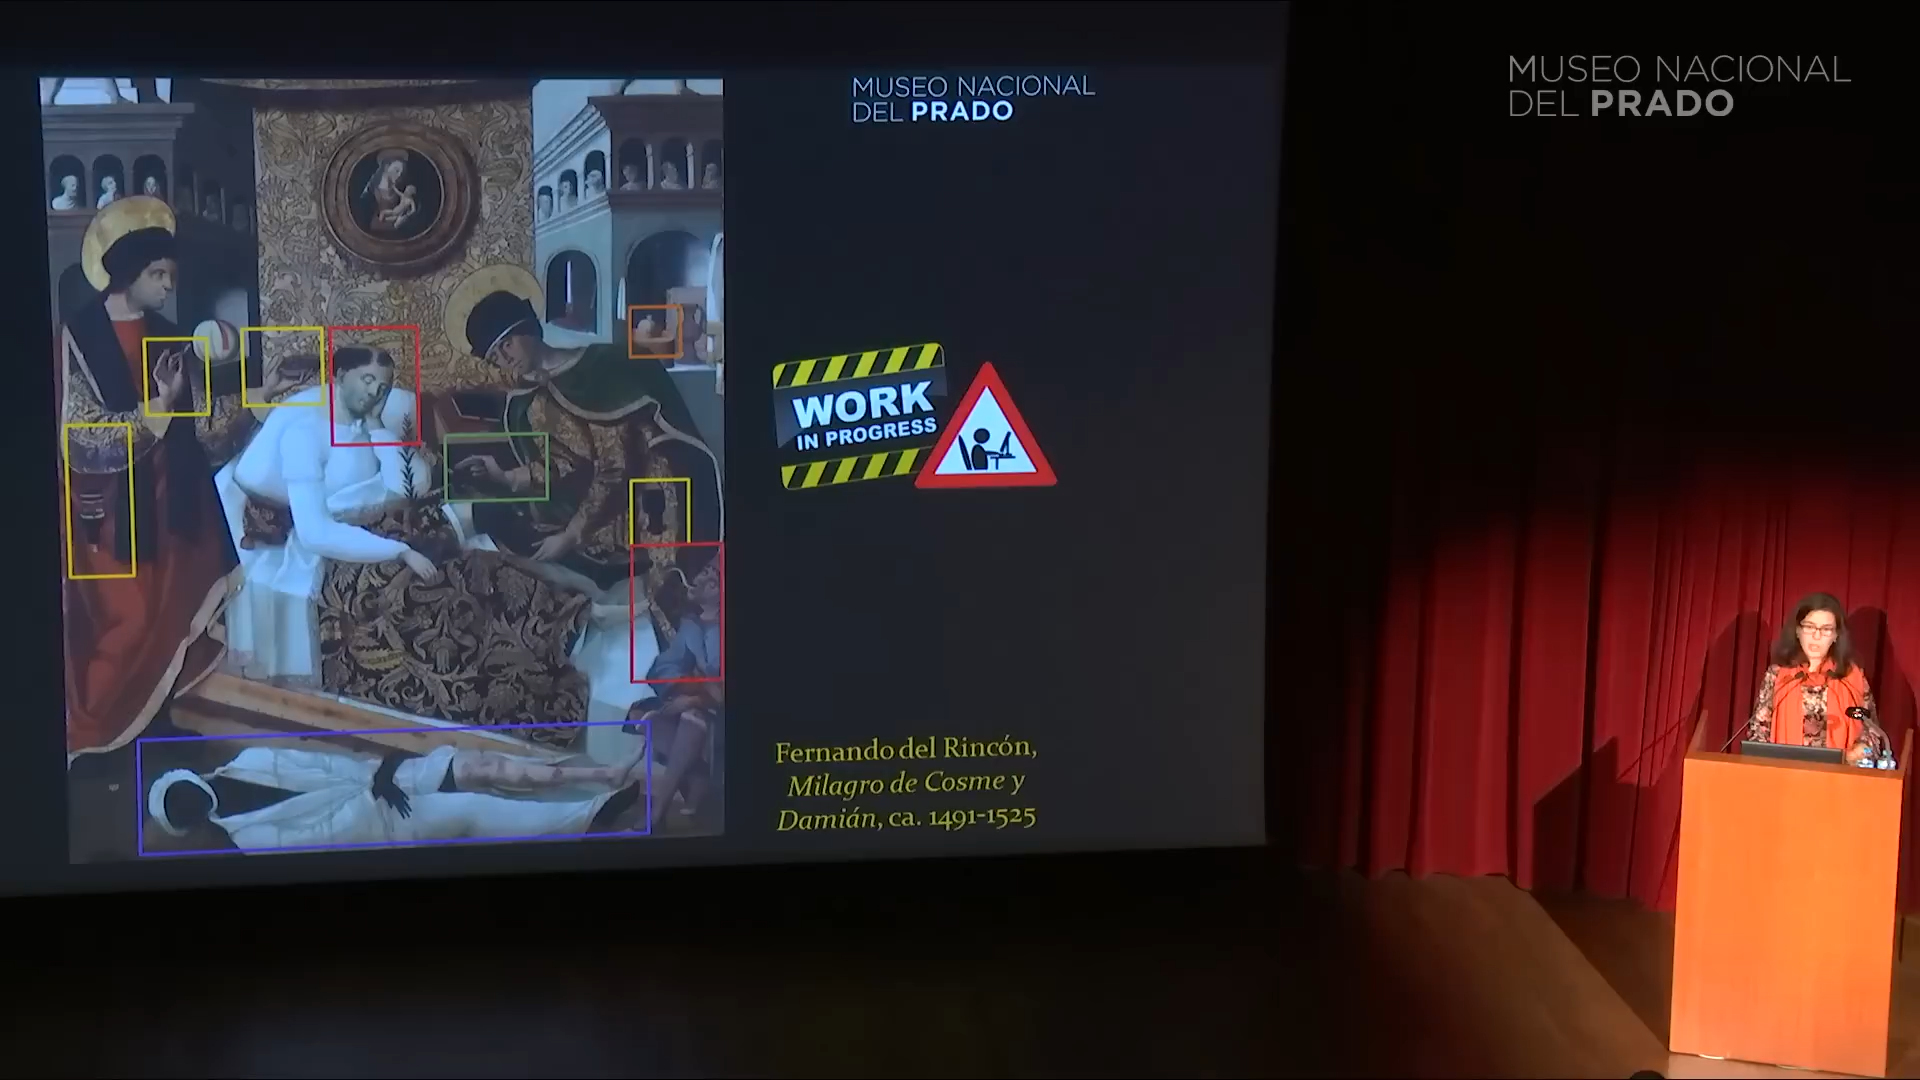 MUSEO NACIONAL
DEL PRADO
MUSEO NACIONAL
DEL PRADO
WORK
IN PROGRESS
Fernando del Rincón,
Milagro de Cosme y
Damián, ca. 1491-1525